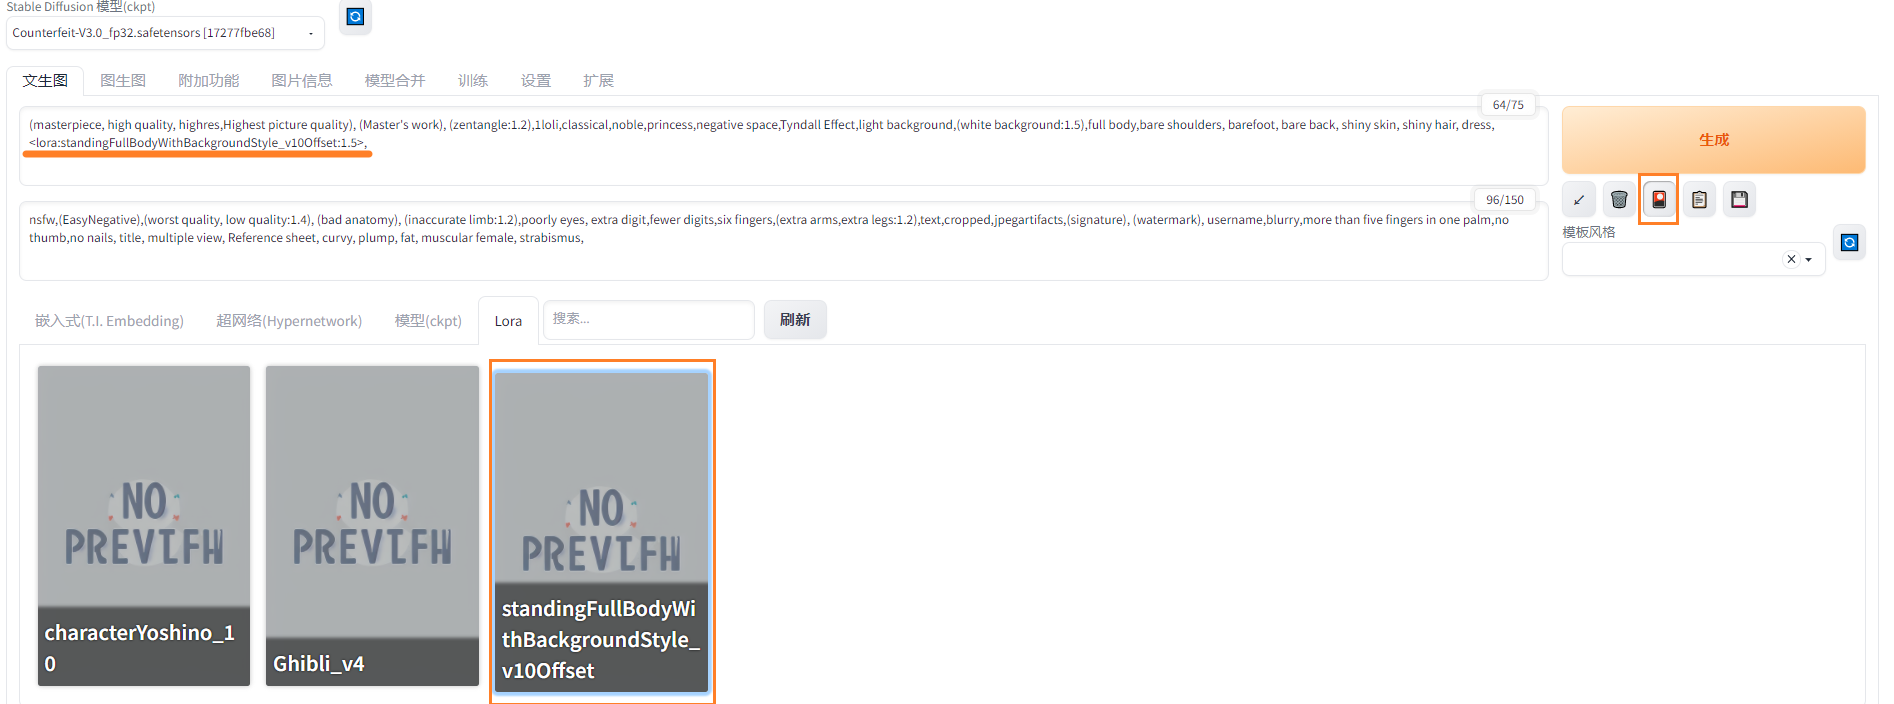 Stable Diffusion 模型(ckpt)
Counterfeit-V3.0_fp32.safetensors [17277fbe68]
文生图 图生图 附加功能 图片信息 模型合并 训练 设置 扩展
64/75
(masterpiece, high quality, highres,Highest picture quality), (Master's work), (zentangle:1.2),1loli,classical,noble,princess,negative space,Tyndall Effect,light background,(white background:1.5),full body,bare shoulders, barefoot, bare back, shiny skin, shiny hair, dress,
<lora:standingFullBodyWithBackgroundStyle_v10Offset:1.5>,
生成
96/150
nsfw,(EasyNegative),(worst quality, low quality:1.4), (bad anatomy), (inaccurate limb:1.2),poorly eyes, extra digit,fewer digits,six fingers,(extra arms,extra legs:1.2),text,cropped,jpegartifacts,(signature), (watermark), username,blurry,more than five fingers in one palm,no
thumb,no nails, title, multiple view, Reference sheet, curvy, plump, fat, muscular female, strabismus,
模板风格
嵌入式(T.I. Embedding) 超网络(Hypernetwork) 模型(ckpt) Lora 搜索... 刷新
NO
PREVIFW
characterYoshino_1
0
NO
PREVIFW
Ghibli_v4
NO
PREVIFW
standingFullBodyWi
thBackgroundStyle_
v10Offset